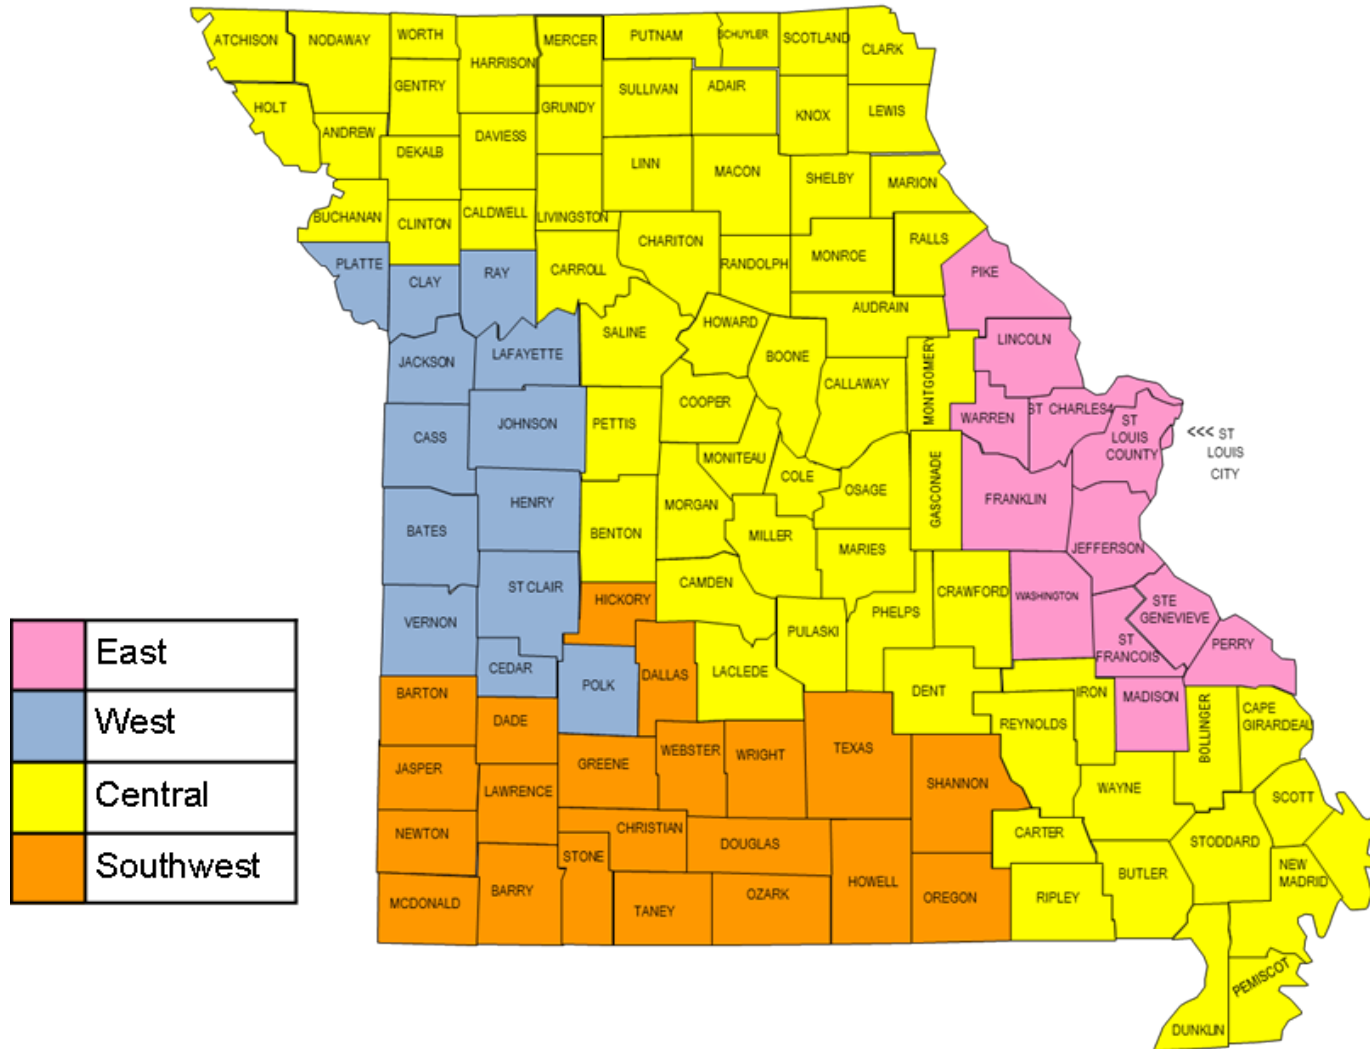 ATCHISON
NODAWAY
WORTH
HARRISON
MERCER
PUTNAM
SCHUYLER
SCOTLAND
CLARK
HOLT
GENTRY
GRUNDY
SULLIVAN
ADAIR
KNOX
LEWIS
ANDREW
DEKALB
DAVIESS
LINN
MACON
SHELBY
MARION
BUCHANAN
CLINTON
CALDWELL
LIVINGSTON
CHARITON
RANDOLPH
MONROE
RALLS
PLATTE
CLAY
RAY
CARROLL
AUDRAIN
PIKE
JACKSON
LAFAYETTE
SALINE
HOWARD
BOONE
CALLAWAY
MONTGOMERY
LINCOLN
CASS
JOHNSON
PETTIS
COOPER
MONITEAU
COLE
OSAGE
GASCONADE
WARREN
ST CHARLES
ST
LOUIS
COUNTY
<<< ST
LOUIS
CITY
FRANKLIN
BATES
HENRY
BENTON
MORGAN
MILLER
MARIES
JEFFERSON
VERNON
ST CLAIR
HICKORY
CAMDEN
PULASKI
PHELPS
CRAWFORD
WASHINGTON
STE
GENEVIEVE
ST
FRANCOIS
PERRY
East
West
Central
Southwest
CEDAR
POLK
DALLAS
LACLEDE
DENT
IRON
MADISON
BOLLINGER
CAPE
GIRARDEAU
BARTON
DADE
REYNOLDS
JASPER
LAWRENCE
GREENE
WEBSTER
WRIGHT
TEXAS
SHANNON
WAYNE
SCOTT
NEWTON
CHRISTIAN
DOUGLAS
CARTER
STODDARD
MCDONALD
BARRY
STONE
TANEY
OZARK
HOWELL
OREGON
RIPLEY
BUTLER
NEW
MADRID
PEMISCOT
DUNKLIN